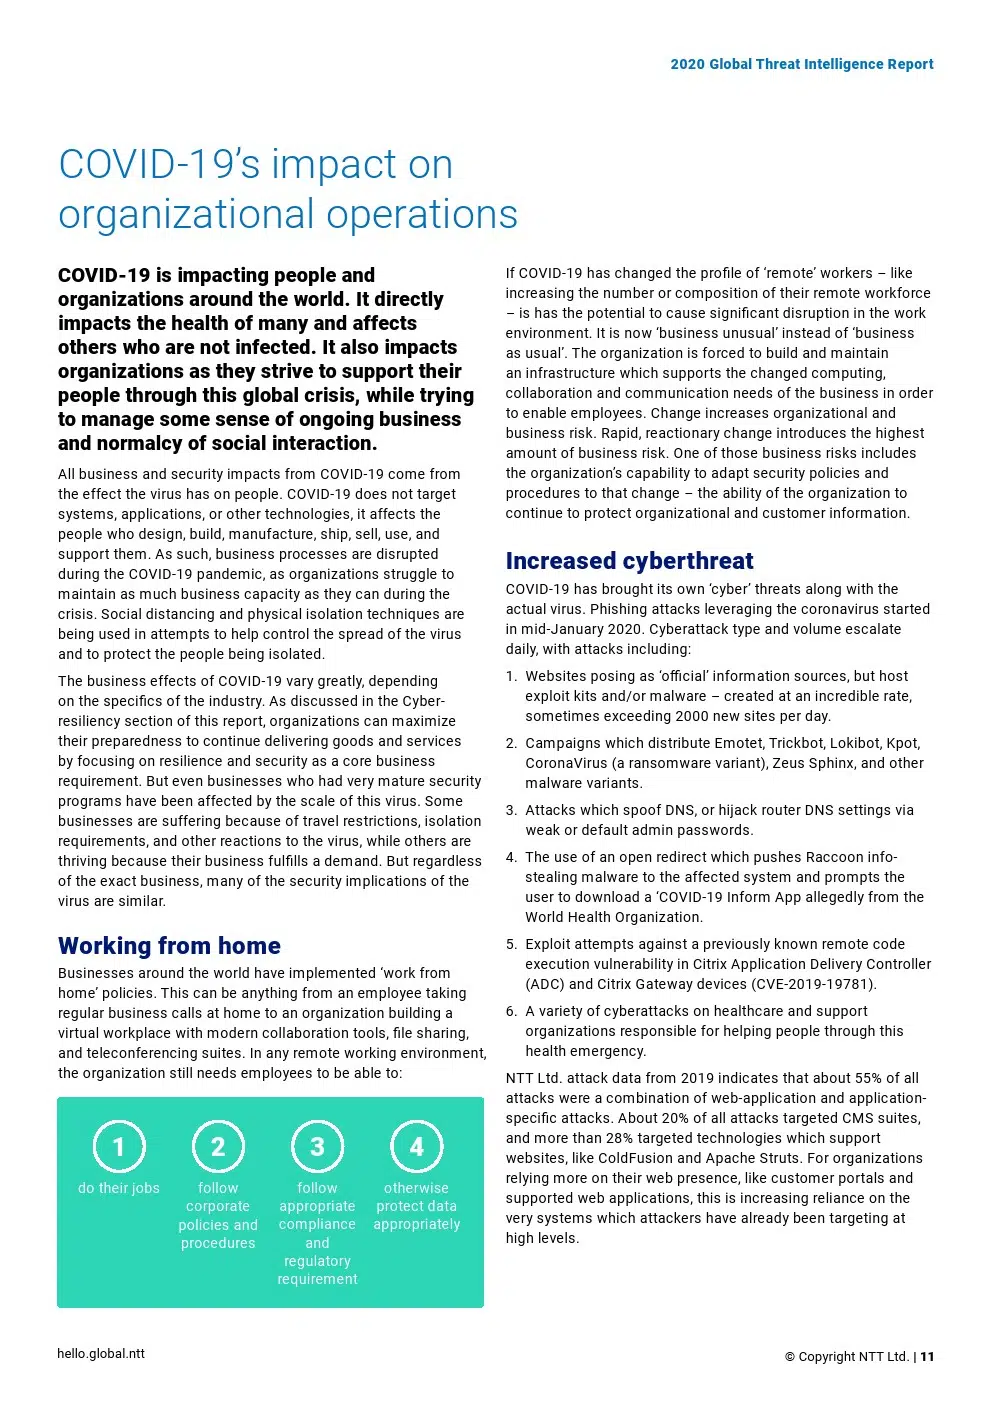 2020 Global Threat Intelligence Report
COVID-19’s impact on
organizational operations
COVID-19 is impacting people and
organizations around the world. It directly
impacts the health of many and affects
others who are not infected. It also impacts
organizations as they strive to support their
people through this global crisis, while trying
to manage some sense of ongoing business
and normalcy of social interaction.
All business and security impacts from COVID-19 come from
the effect the virus has on people. COVID-19 does not target
systems, applications, or other technologies, it affects the
people who design, build, manufacture, ship, sell, use, and
support them. As such, business processes are disrupted
during the COVID-19 pandemic, as organizations struggle to
maintain as much business capacity as they can during the
crisis. Social distancing and physical isolation techniques are
being used in attempts to help control the spread of the virus
and to protect the people being isolated.
The business effects of COVID-19 vary greatly, depending
on the specifics of the industry. As discussed in the Cyber-
resiliency section of this report, organizations can maximize
their preparedness to continue delivering goods and services
by focusing on resilience and security as a core business
requirement. But even businesses who had very mature security
programs have been affected by the scale of this virus. Some
businesses are suffering because of travel restrictions, isolation
requirements, and other reactions to the virus, while others are
thriving because their business fulfills a demand. But regardless
of the exact business, many of the security implications of the
virus are similar.
Working from home
Businesses around the world have implemented ‘work from
home’ policies. This can be anything from an employee taking
regular business calls at home to an organization building a
virtual workplace with modern collaboration tools, file sharing,
and teleconferencing suites. In any remote working environment,
the organization still needs employees to be able to:
1
do their jobs
2
follow
corporate
policies and
procedures
3
follow
appropriate
compliance
and
regulatory
requirement
4
otherwise
protect data
appropriately
If COVID-19 has changed the profile of ‘remote’ workers – like
increasing the number or composition of their remote workforce
– is has the potential to cause significant disruption in the work
environment. It is now ‘business unusual’ instead of ‘business
as usual’. The organization is forced to build and maintain
an infrastructure which supports the changed computing,
collaboration and communication needs of the business in order
to enable employees. Change increases organizational and
business risk. Rapid, reactionary change introduces the highest
amount of business risk. One of those business risks includes
the organization’s capability to adapt security policies and
procedures to that change – the ability of the organization to
continue to protect organizational and customer information.
Increased cyberthreat
COVID-19 has brought its own ‘cyber’ threats along with the
actual virus. Phishing attacks leveraging the coronavirus started
in mid-January 2020. Cyberattack type and volume escalate
daily, with attacks including:
1. Websites posing as ‘official’ information sources, but host
exploit kits and/or malware – created at an incredible rate,
sometimes exceeding 2000 new sites per day.
2. Campaigns which distribute Emotet, Trickbot, Lokibot, Kpot,
CoronaVirus (a ransomware variant), Zeus Sphinx, and other
malware variants.
3. Attacks which spoof DNS, or hijack router DNS settings via
weak or default admin passwords.
4. The use of an open redirect which pushes Raccoon info-
stealing malware to the affected system and prompts the
user to download a ‘COVID-19 Inform App allegedly from the
World Health Organization.
5. Exploit attempts against a previously known remote code
execution vulnerability in Citrix Application Delivery Controller
(ADC) and Citrix Gateway devices (CVE-2019-19781).
6. A variety of cyberattacks on healthcare and support
organizations responsible for helping people through this
health emergency.
NTT Ltd. attack data from 2019 indicates that about 55% of all
attacks were a combination of web-application and application-
specific attacks. About 20% of all attacks targeted CMS suites,
and more than 28% targeted technologies which support
websites, like ColdFusion and Apache Struts. For organizations
relying more on their web presence, like customer portals and
supported web applications, this is increasing reliance on the
very systems which attackers have already been targeting at
high levels.
hello.global.ntt
© Copyright NTT Ltd. | 11